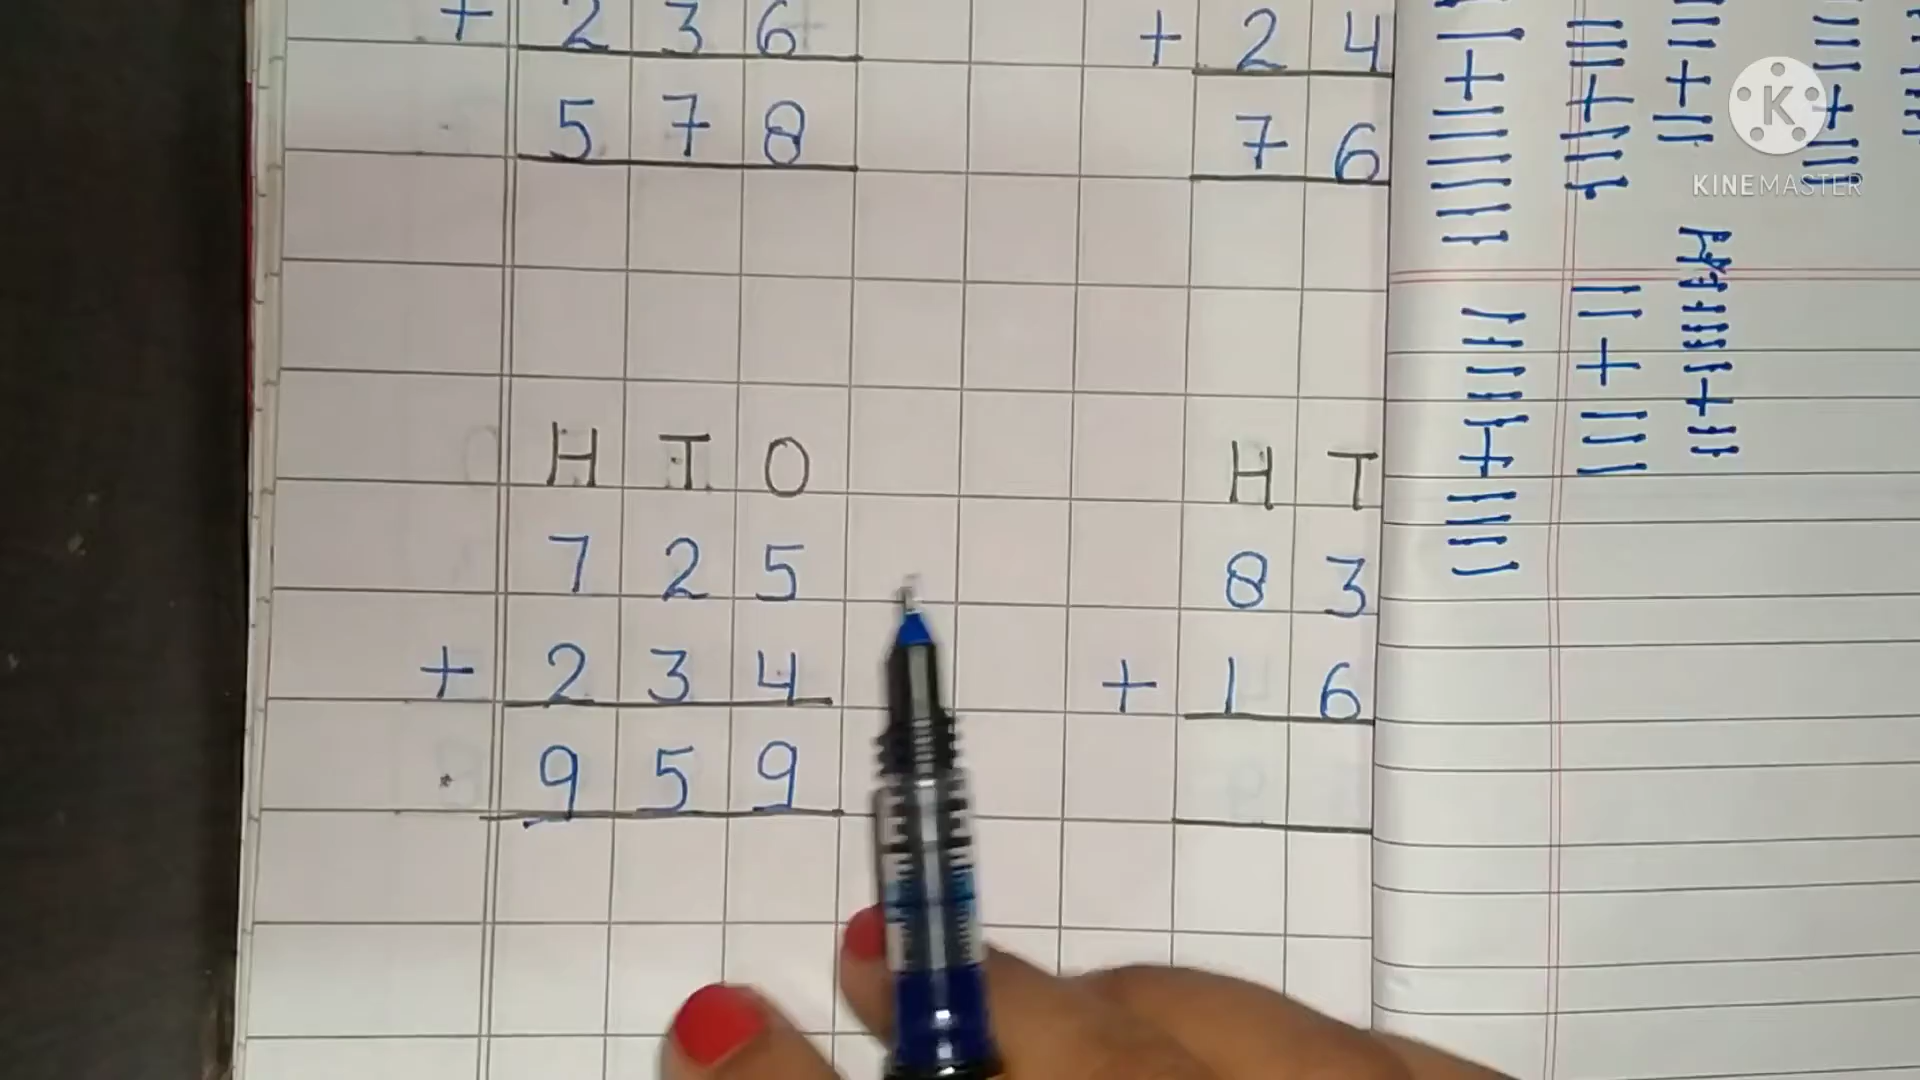 + 2 3 6
5 7 8
+ 2 4
7 6
H T O
7 2 5
+ 2 3 4
9 5 9
H T
8 3
+ 1 6
K
KINEMASTER